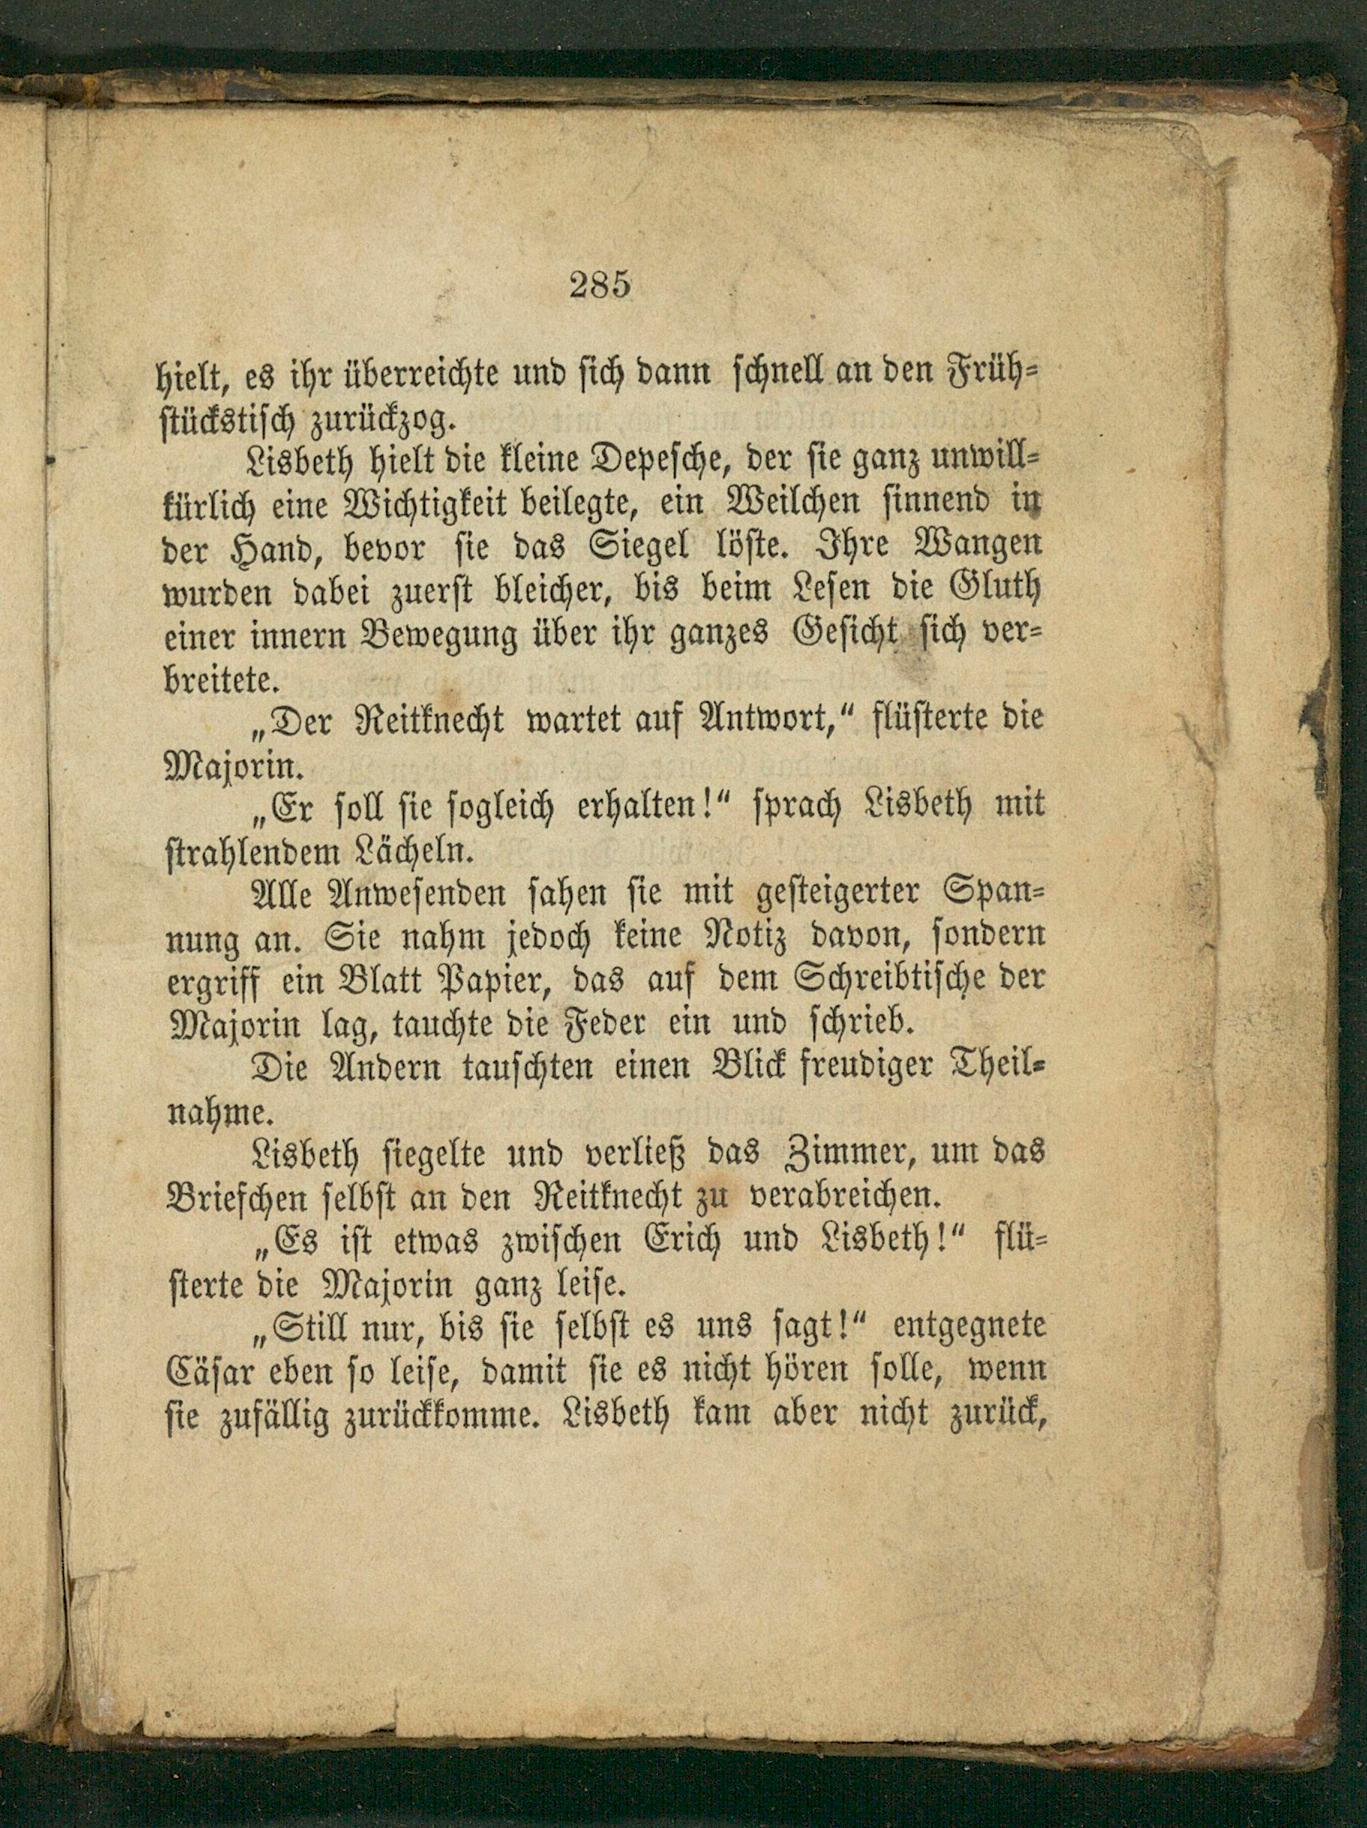 285
hielt, es ihr überreichte und sich dann schnell an den Früh=
stückstisch zurückzog.
Lisbeth hielt die kleine Depesche, der sie ganz unwill=
kürlich eine Wichtigkeit beilegte, ein Weilchen sinnend in
der Hand, bevor sie das Siegel löste. Ihre Wangen
wurden dabei zuerst bleicher, bis beim Lesen die Gluth
einer innern Bewegung über ihr ganzes Gesicht sich ver=
breitete.
„Der Reitknecht wartet auf Antwort,“ flüsterte die
Majorin.
„Er soll sie sogleich erhalten!“ sprach Lisbeth mit
strahlendem Lächeln.
Alle Anwesenden sahen sie mit gesteigerter Span=
nung an. Sie nahm jedoch keine Notiz davon, sondern
ergriff ein Blatt Papier, das auf dem Schreibtische der
Majorin lag, tauchte die Feder ein und schrieb.
Die Andern tauschten einen Blick freudiger Theil=
nahme.
Lisbeth siegelte und verließ das Zimmer, um das
Briefchen selbst an den Reitknecht zu verabreichen.
„Es ist etwas zwischen Erich und Lisbeth!“ flü=
sterte die Majorin ganz leise.
„Still nur, bis sie selbst es uns sagt!“ entgegnete
Cäsar eben so leise, damit sie es nicht hören solle, wenn
sie zufällig zurückkomme. Lisbeth kam aber nicht zurück,